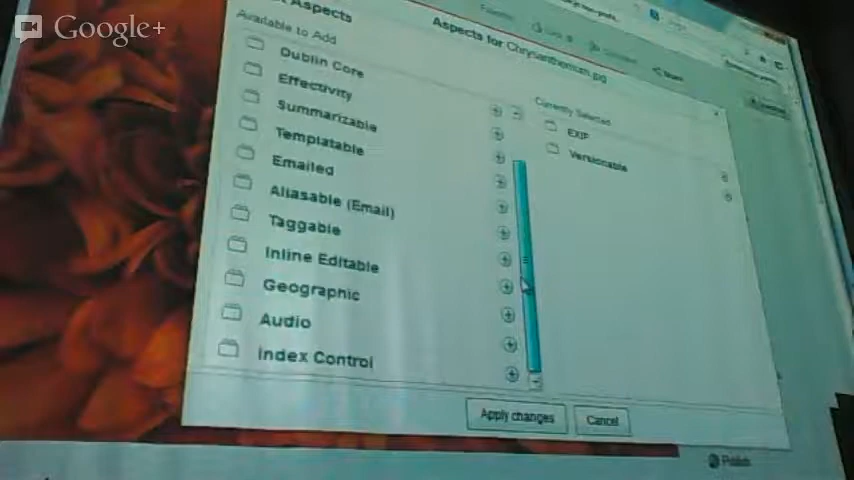 Google+
Aspects
Available to Add
Aspects for Chrysanthemum.jpg
Dublin Core
Effectivity
Summarizable
Templatable
Emailed
Aliasable (Email)
Taggable
Inline Editable
Geographic
Audio
Index Control
Currently Selected
EXIF
Versionable
Apply changes
Cancel
Publish